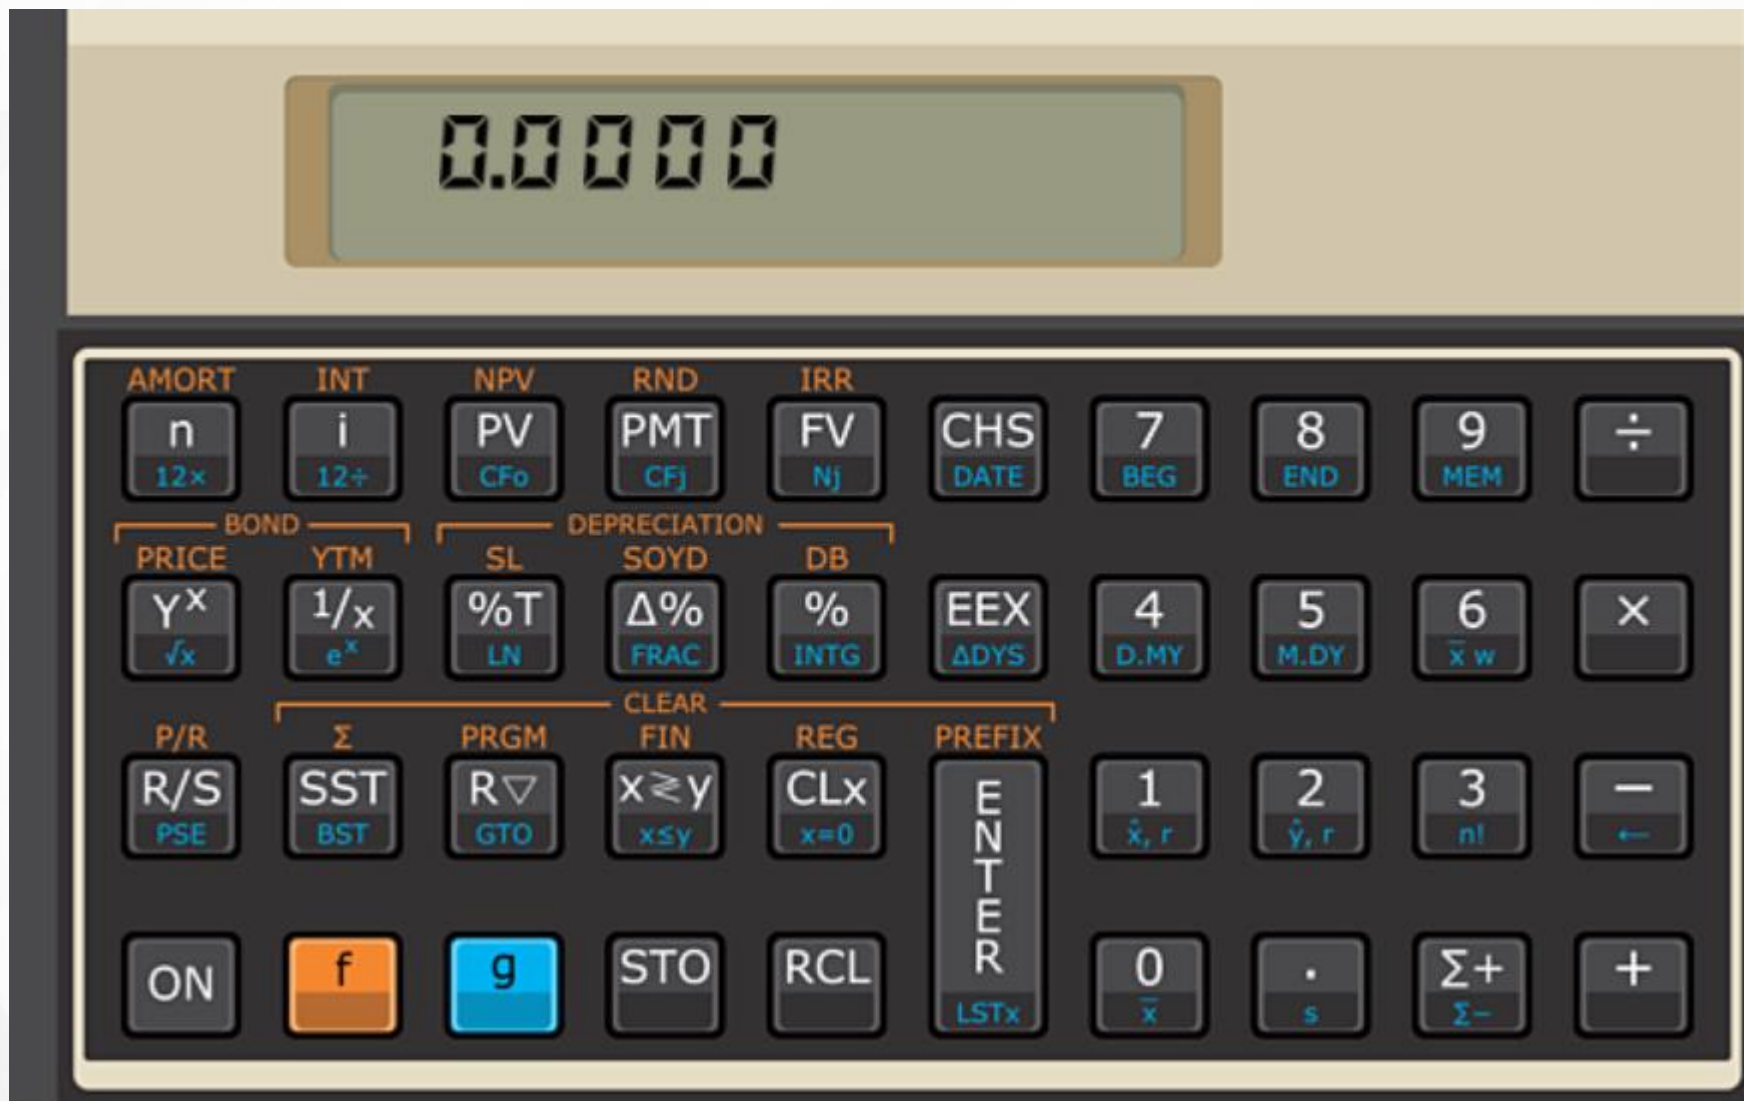 0.0000
AMORT INT NPV RND IRR
n i PV PMT FV CHS 7 8 9 ÷
12× 12÷ CFo CFj Nj DATE BEG END MEM
BOND DEPRECIATION
PRICE YTM SL SOYD DB
Yˣ 1/x %T Δ% % EEX 4 5 6 ×
√x eˣ LN FRAC INTG ΔDYS D.MY M.DY x̅ w
CLEAR
P/R Σ PRGM FIN REG PREFIX
R/S SST R▽ x≷y CLx ENTER 1 2 3 −
PSE BST GTO x≤y x=0 x̂, r ŷ, r n! ←
ON f g STO RCL 0 . Σ+ +
LSTx x̅ s Σ−